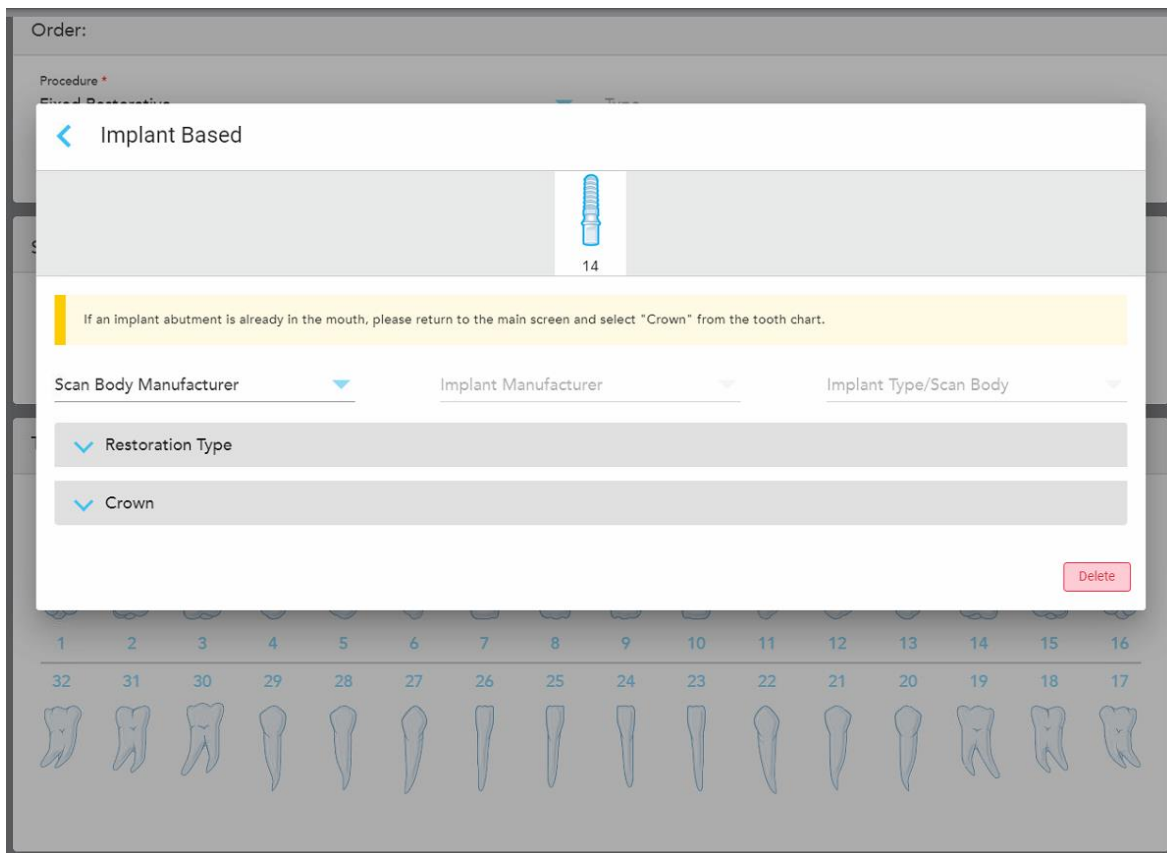 Order:
Procedure *
Fixed Restorative
Type
Implant Based
14
If an implant abutment is already in the mouth, please return to the main screen and select "Crown" from the tooth chart.
Scan Body Manufacturer
Implant Manufacturer
Implant Type/Scan Body
Restoration Type
Crown
Delete
1 2 3 4 5 6 7 8 9 10 11 12 13 14 15 16
32 31 30 29 28 27 26 25 24 23 22 21 20 19 18 17